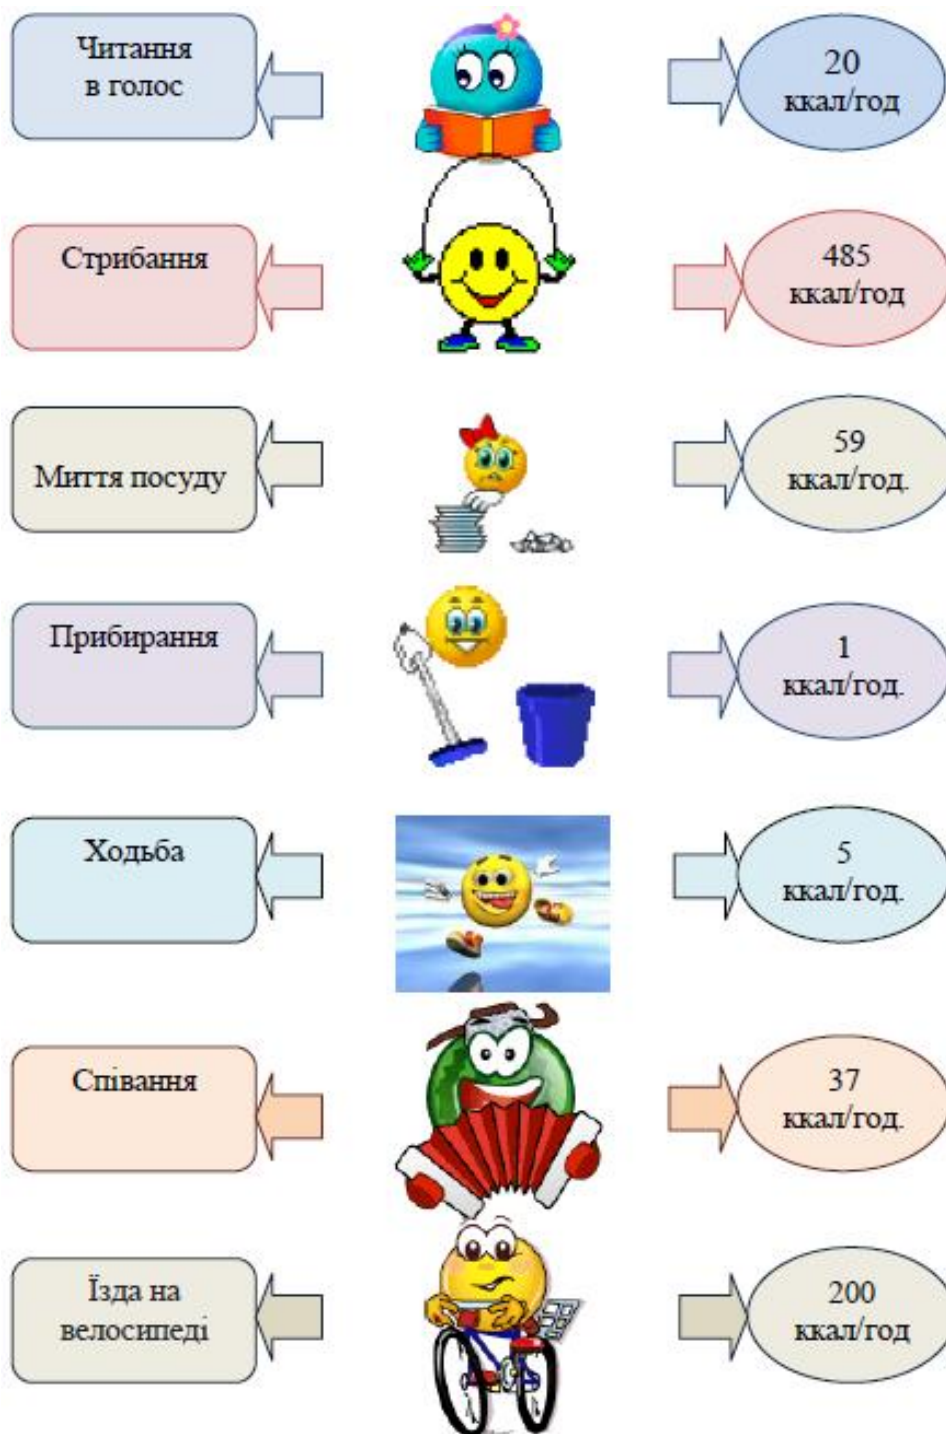 Читання
в голос
20
ккал/год
Стрибання
485
ккал/год
Миття посуду
59
ккал/год.
Прибирання
1
ккал/год.
Ходьба
5
ккал/год.
Співання
37
ккал/год.
Їзда на
велосипеді
200
ккал/год